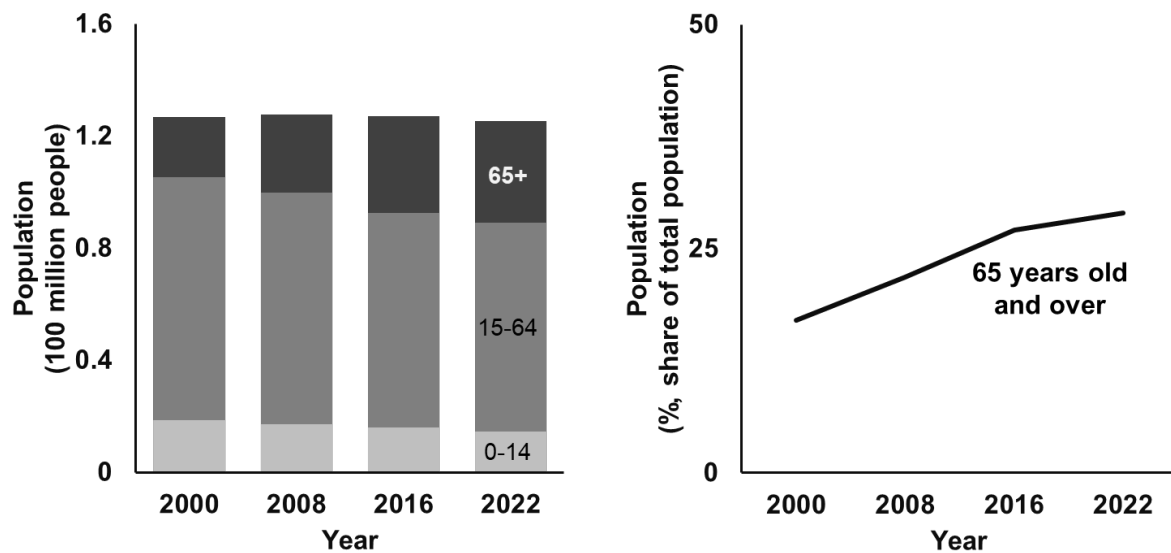 Population
(100 million people)
1.6
1.2
0.8
0.4
0
65+
15-64
0-14
2000 2008 2016 2022
Year
Population
(%, share of total population)
50
25
0
65 years old
and over
2000 2008 2016 2022
Year